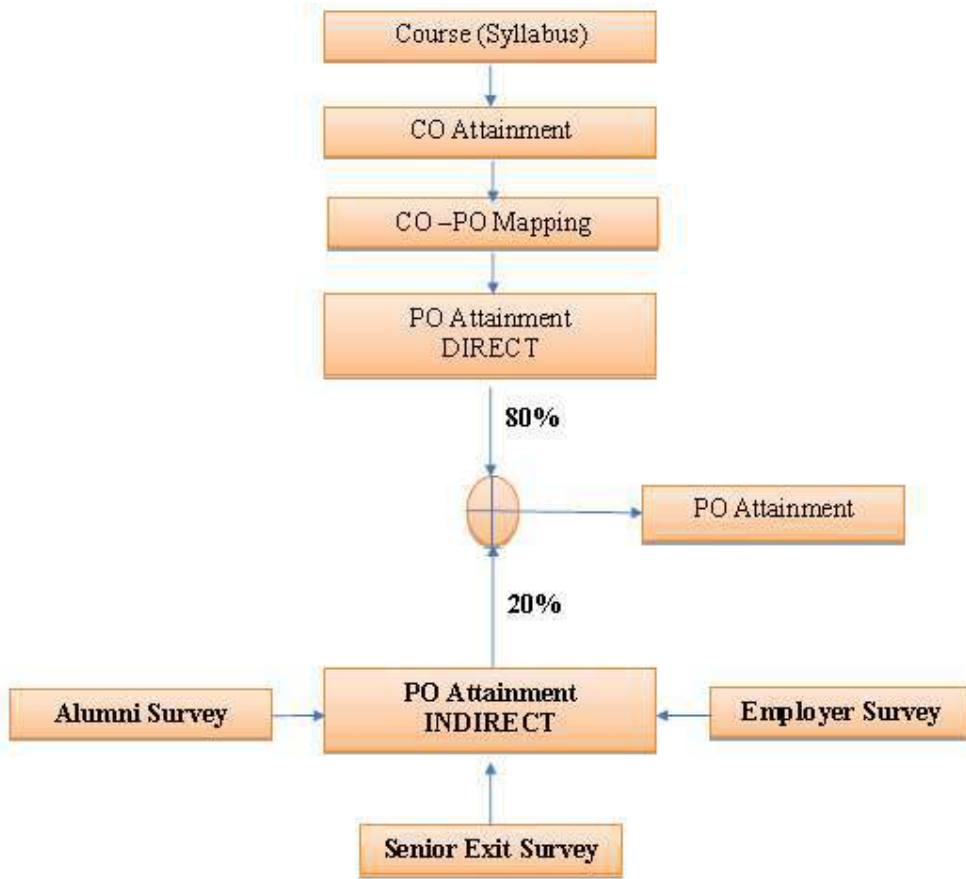 Course (Syllabus)
CO Attainment
CO –PO Mapping
PO Attainment
DIRECT
80%
PO Attainment
20%
PO Attainment
INDIRECT
Alumni Survey
Employer Survey
Senior Exit Survey